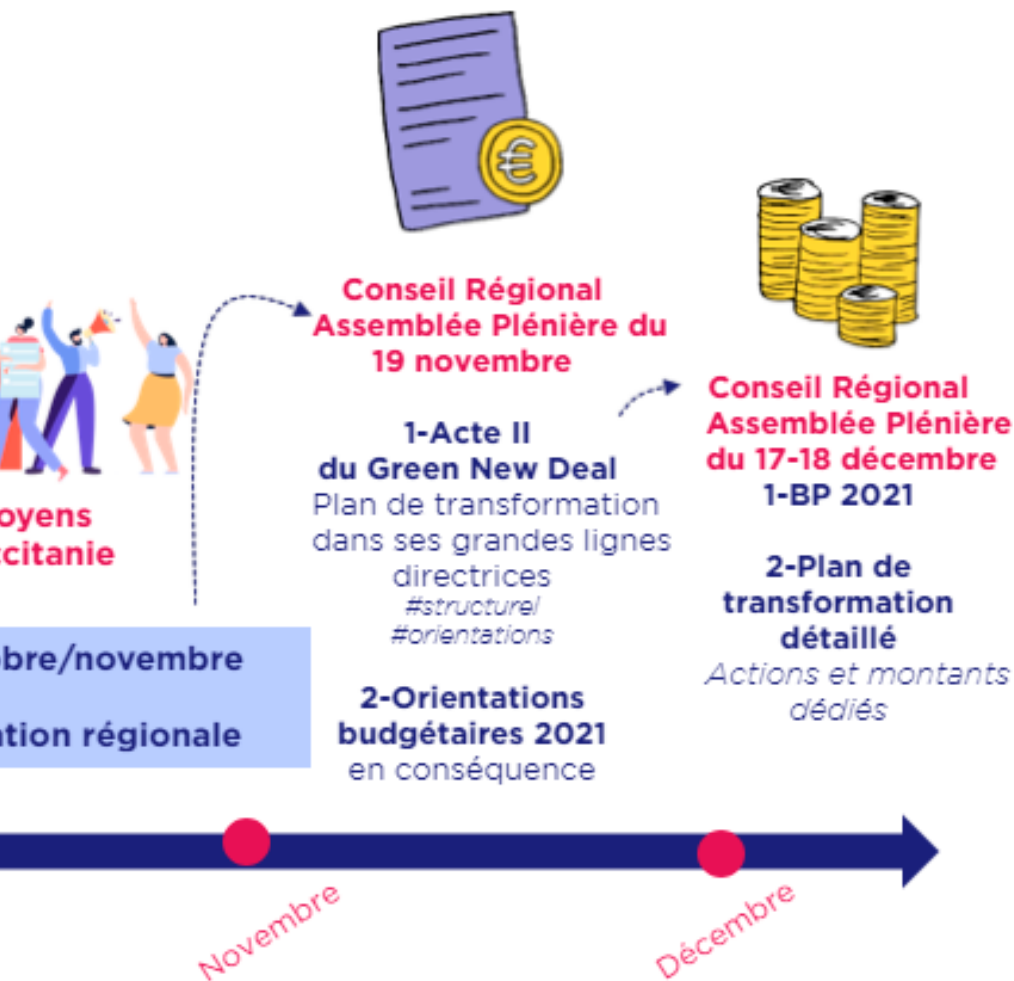 Conseil Régional
Assemblée Plénière du
19 novembre
1-Acte II
du Green New Deal
Plan de transformation
dans ses grandes lignes
directrices
#structurel
#orientations
2-Orientations
budgétaires 2021
en conséquence
Conseil Régional
Assemblée Plénière
du 17-18 décembre
1-BP 2021
2-Plan de
transformation
détaillé
Actions et montants
dédiés
oyens
citanie
bre/novembre
ation régionale
Novembre
Décembre